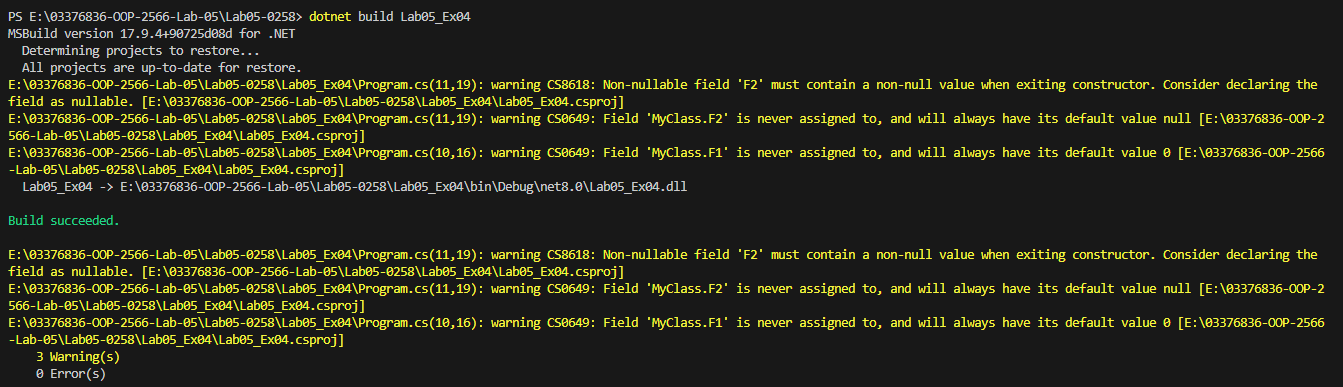 PS E:\03376836-OOP-2566-Lab-05\Lab05-0258> dotnet build Lab05_Ex04
MSBuild version 17.9.4+90725d08d for .NET
  Determining projects to restore...
  All projects are up-to-date for restore.
E:\03376836-OOP-2566-Lab-05\Lab05-0258\Lab05_Ex04\Program.cs(11,19): warning CS8618: Non-nullable field 'F2' must contain a non-null value when exiting constructor. Consider declaring the
field as nullable. [E:\03376836-OOP-2566-Lab-05\Lab05-0258\Lab05_Ex04\Lab05_Ex04.csproj]
E:\03376836-OOP-2566-Lab-05\Lab05-0258\Lab05_Ex04\Program.cs(11,19): warning CS0649: Field 'MyClass.F2' is never assigned to, and will always have its default value null [E:\03376836-OOP-2
566-Lab-05\Lab05-0258\Lab05_Ex04\Lab05_Ex04.csproj]
E:\03376836-OOP-2566-Lab-05\Lab05-0258\Lab05_Ex04\Program.cs(10,16): warning CS0649: Field 'MyClass.F1' is never assigned to, and will always have its default value 0 [E:\03376836-OOP-2566
-Lab-05\Lab05-0258\Lab05_Ex04\Lab05_Ex04.csproj]
  Lab05_Ex04 -> E:\03376836-OOP-2566-Lab-05\Lab05-0258\Lab05_Ex04\bin\Debug\net8.0\Lab05_Ex04.dll
Build succeeded.
E:\03376836-OOP-2566-Lab-05\Lab05-0258\Lab05_Ex04\Program.cs(11,19): warning CS8618: Non-nullable field 'F2' must contain a non-null value when exiting constructor. Consider declaring the
field as nullable. [E:\03376836-OOP-2566-Lab-05\Lab05-0258\Lab05_Ex04\Lab05_Ex04.csproj]
E:\03376836-OOP-2566-Lab-05\Lab05-0258\Lab05_Ex04\Program.cs(11,19): warning CS0649: Field 'MyClass.F2' is never assigned to, and will always have its default value null [E:\03376836-OOP-2
566-Lab-05\Lab05-0258\Lab05_Ex04\Lab05_Ex04.csproj]
E:\03376836-OOP-2566-Lab-05\Lab05-0258\Lab05_Ex04\Program.cs(10,16): warning CS0649: Field 'MyClass.F1' is never assigned to, and will always have its default value 0 [E:\03376836-OOP-2566
-Lab-05\Lab05-0258\Lab05_Ex04\Lab05_Ex04.csproj]
    3 Warning(s)
    0 Error(s)